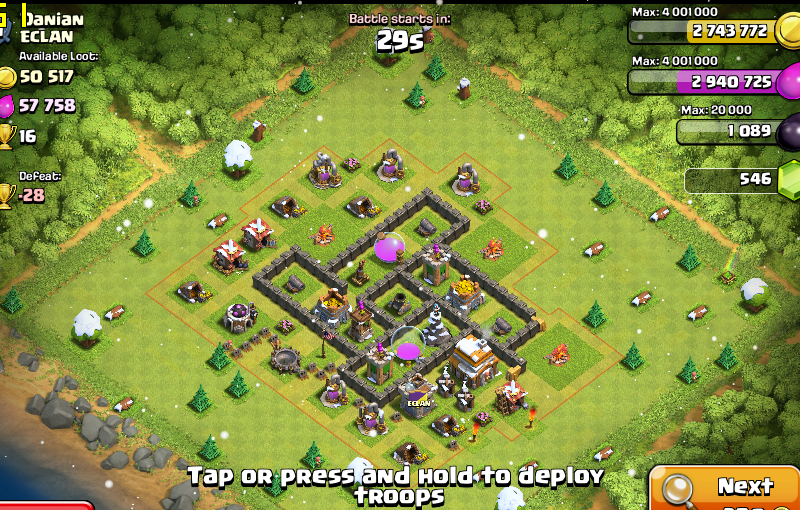 Danian
ECLAN
Available Loot:
50 517
57 758
16
Defeat:
-28
Battle starts in:
29s
Max: 4 001 000
2 743 772
Max: 4 001 000
2 940 725
Max: 20 000
1 089
546
ECLAN
Tap or press and hold to deploy
troops
Next